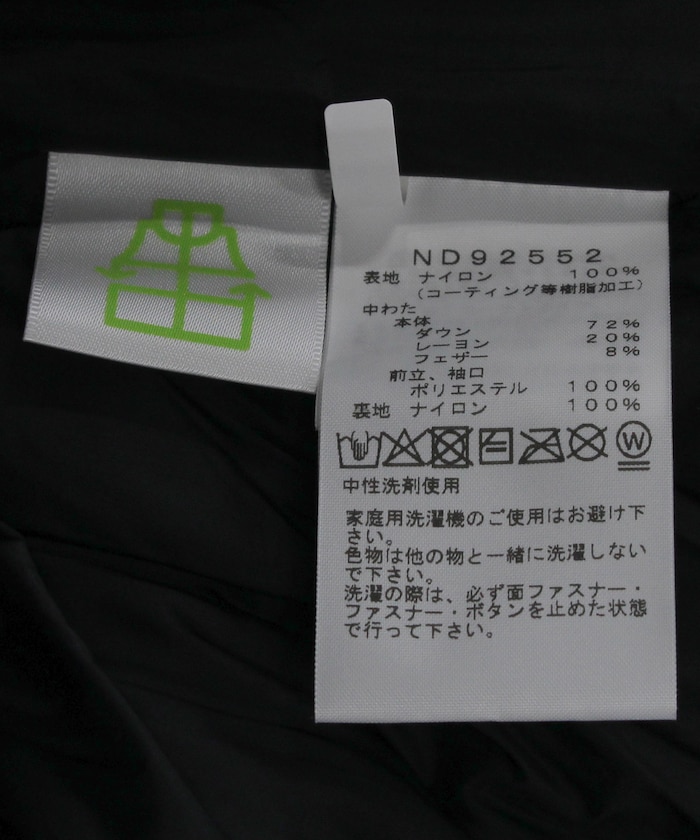 ND92552
表地 ナイロン 100%
(コーティング等樹脂加工)
中わた
本体
ダウン 72%
レーヨン 20%
フェザー 8%
前立、袖口
ポリエステル 100%
裏地 ナイロン 100%
W
中性洗剤使用
家庭用洗濯機のご使用はお避け下
さい。
色物は他の物と一緒に洗濯しない
で下さい。
洗濯の際は、必ず面ファスナー・
ファスナー・ボタンを止めた状態
で行って下さい。